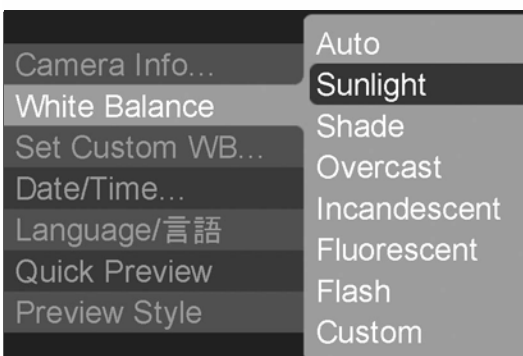 Camera Info...
White Balance
Set Custom WB...
Date/Time...
Language/言語
Quick Preview
Preview Style
Auto
Sunlight
Shade
Overcast
Incandescent
Fluorescent
Flash
Custom